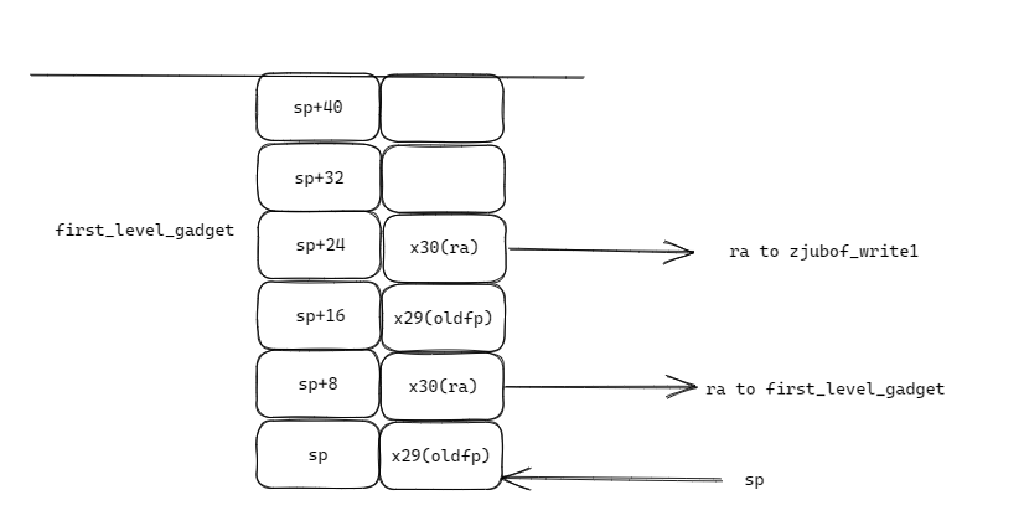 sp+40
sp+32
first_level_gadget
sp+24 x30(ra) ra to zjubof_write1
sp+16 x29(oldfp)
sp+8 x30(ra) ra to first_level_gadget
sp x29(oldfp)
sp